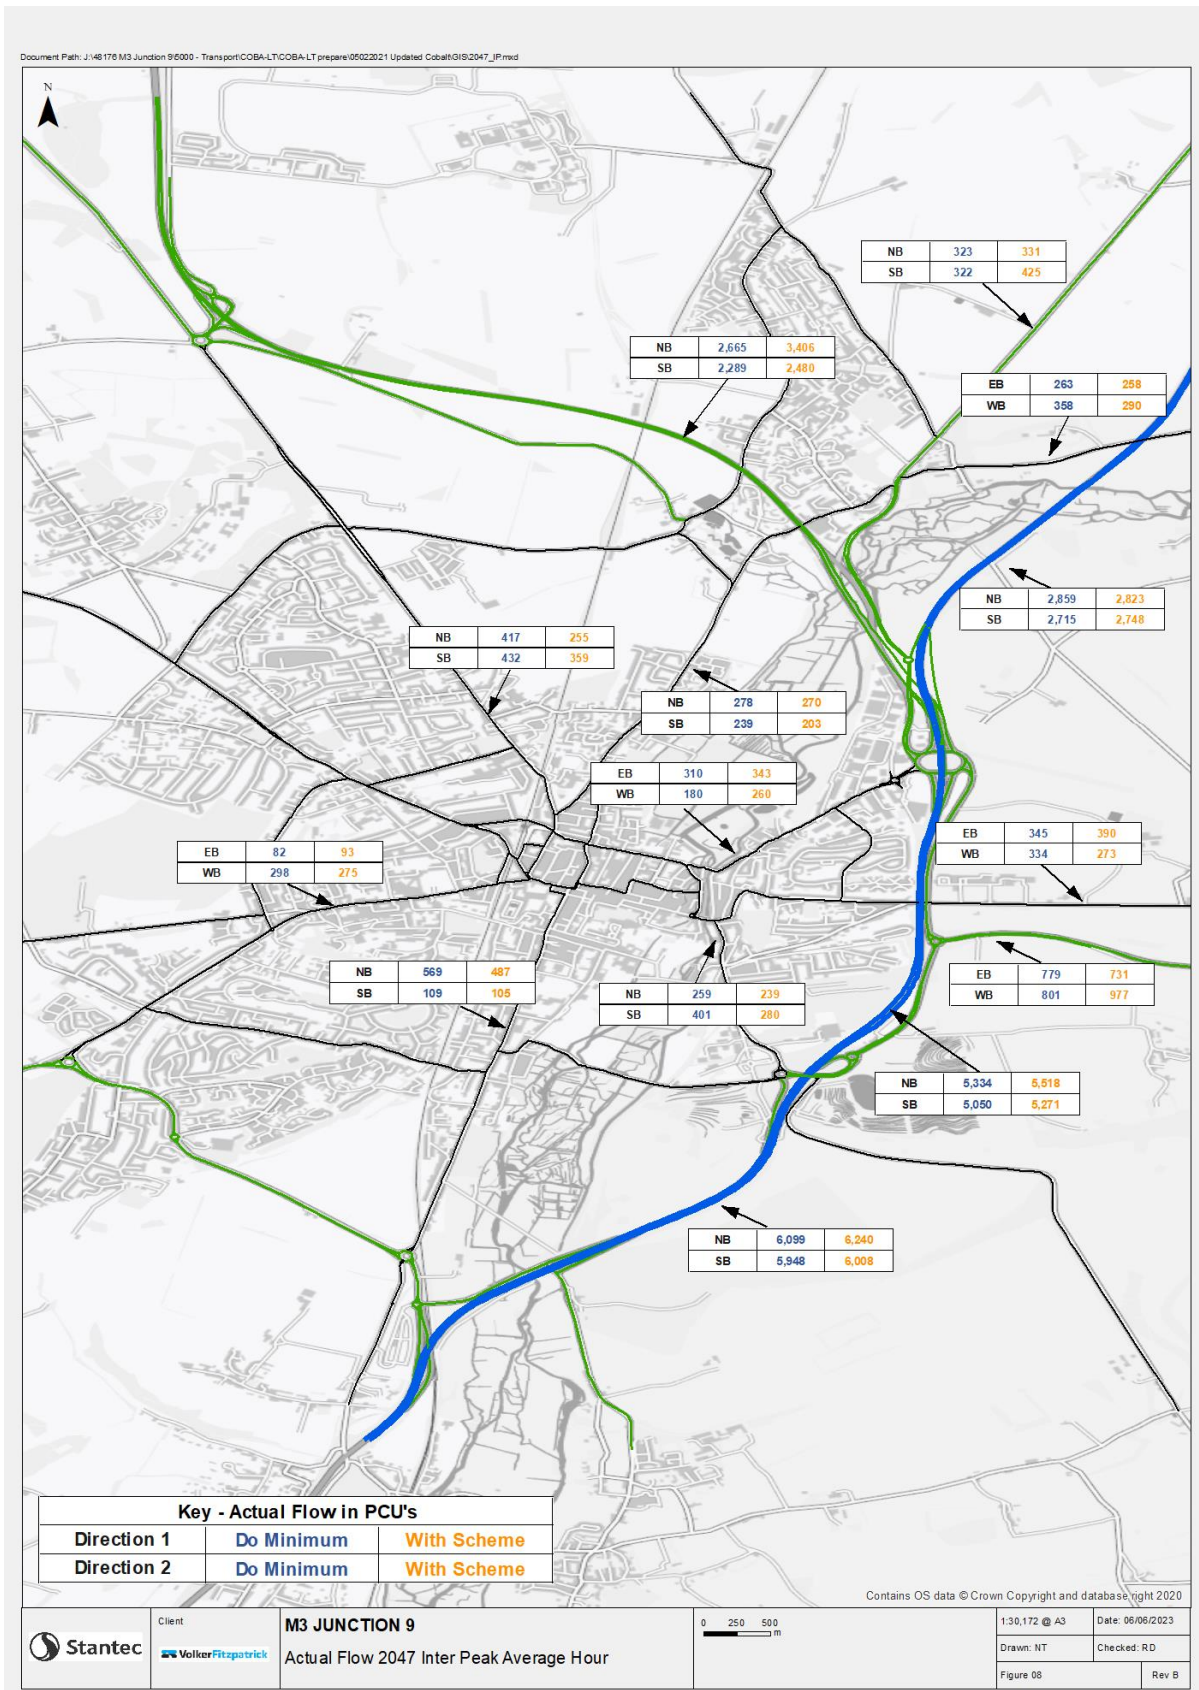 Document Path: J:\48176 M3 Junction 9\5000 - Transport\COBA-LT\COBA-LT prepare\05022021 Updated Cobalt\GIS\2047_IP.mxd
N
NB 323 331
SB 322 425
NB 2,665 3,406
SB 2,289 2,480
EB 263 258
WB 358 290
NB 2,859 2,823
SB 2,715 2,748
NB 417 255
SB 432 359
NB 278 270
SB 239 203
EB 310 343
WB 180 260
EB 345 390
WB 334 273
EB 82 93
WB 298 275
NB 569 487
SB 109 105
NB 259 239
SB 401 280
EB 779 731
WB 801 977
NB 5,334 5,518
SB 5,050 5,271
NB 6,099 6,240
SB 5,948 6,008
Key - Actual Flow in PCU's
Direction 1 Do Minimum With Scheme
Direction 2 Do Minimum With Scheme
Contains OS data © Crown Copyright and database right 2020
Stantec
Client
VolkerFitzpatrick
M3 JUNCTION 9
Actual Flow 2047 Inter Peak Average Hour
0 250 500
m
1:30,172 @ A3 Date: 06/06/2023
Drawn: NT Checked: RD
Figure 08 Rev B